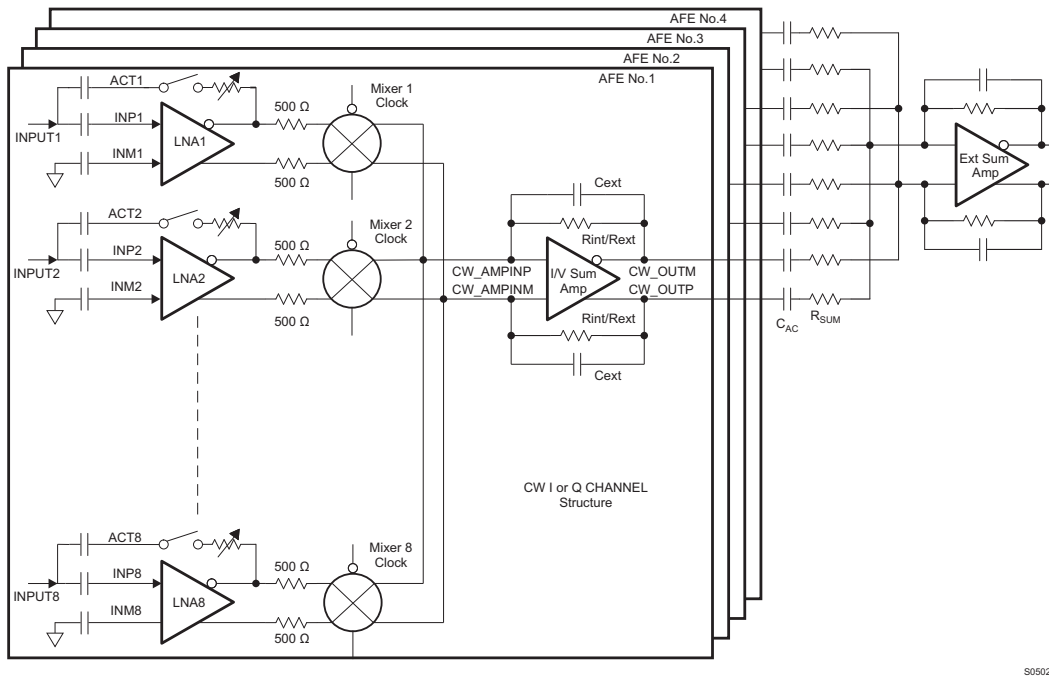 AFE No.4
AFE No.3
AFE No.2
AFE No.1
ACT1
500 Ω
Mixer 1
Clock
INPUT1
INP1
LNA1
INM1
500 Ω
ACT2
500 Ω
Mixer 2
Clock
INPUT2
INP2
LNA2
INM2
500 Ω
Cext
Rint/Rext
CW_AMPINP
CW_AMPINM
I/V Sum
Amp
CW_OUTM
CW_OUTP
Rint/Rext
Cext
CAC
RSUM
Ext Sum
Amp
CW I or Q CHANNEL
Structure
ACT8
500 Ω
Mixer 8
Clock
INPUT8
INP8
LNA8
INM8
500 Ω
S0502